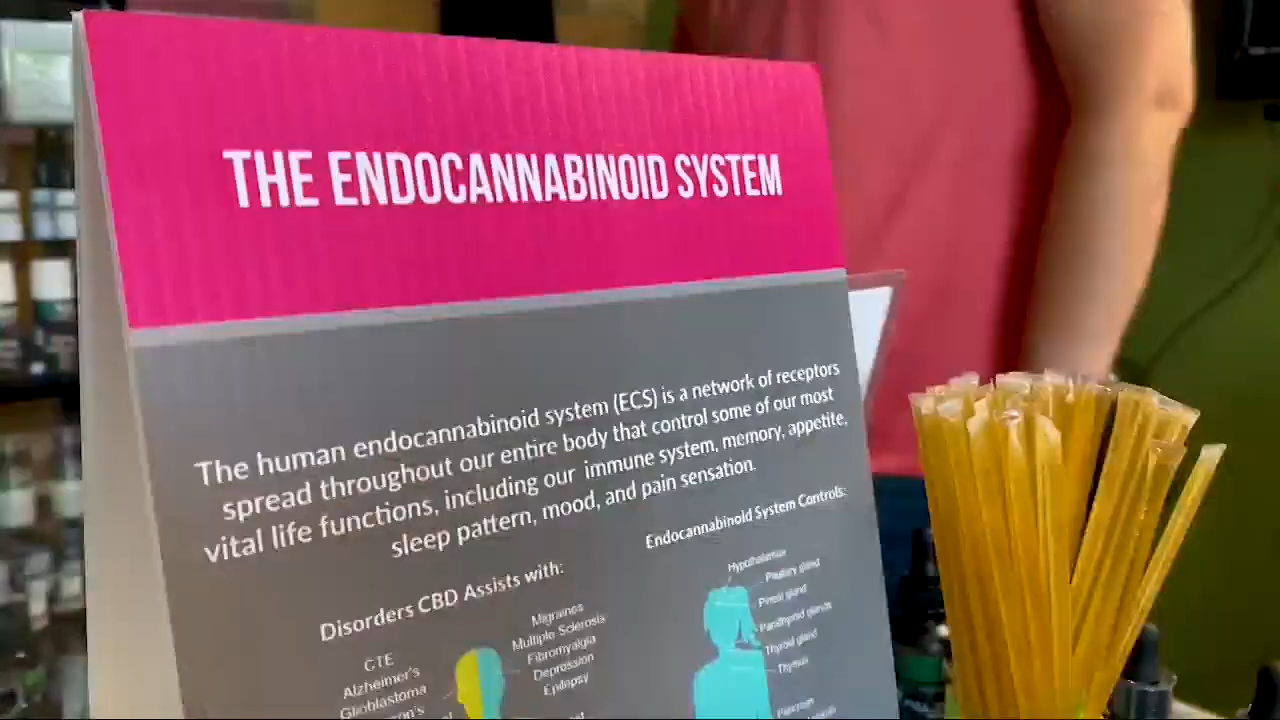 THE ENDOCANNABINOID SYSTEM
The human endocannabinoid system (ECS) is a network of receptors
spread throughout our entire body that control some of our most
vital life functions, including our immune system, memory, appetite,
sleep pattern, mood, and pain sensation.
Disorders CBD Assists with:
Migraines
Multiple Sclerosis
Fibromyalgia
Depression
Epilepsy
CTE
Alzheimer's
Glioblastoma
Endocannabinoid System Controls:
Hypothalamus
Pituitary gland
Pineal gland
Parathyroid glands
Thyroid gland
Thymus
Pancreas